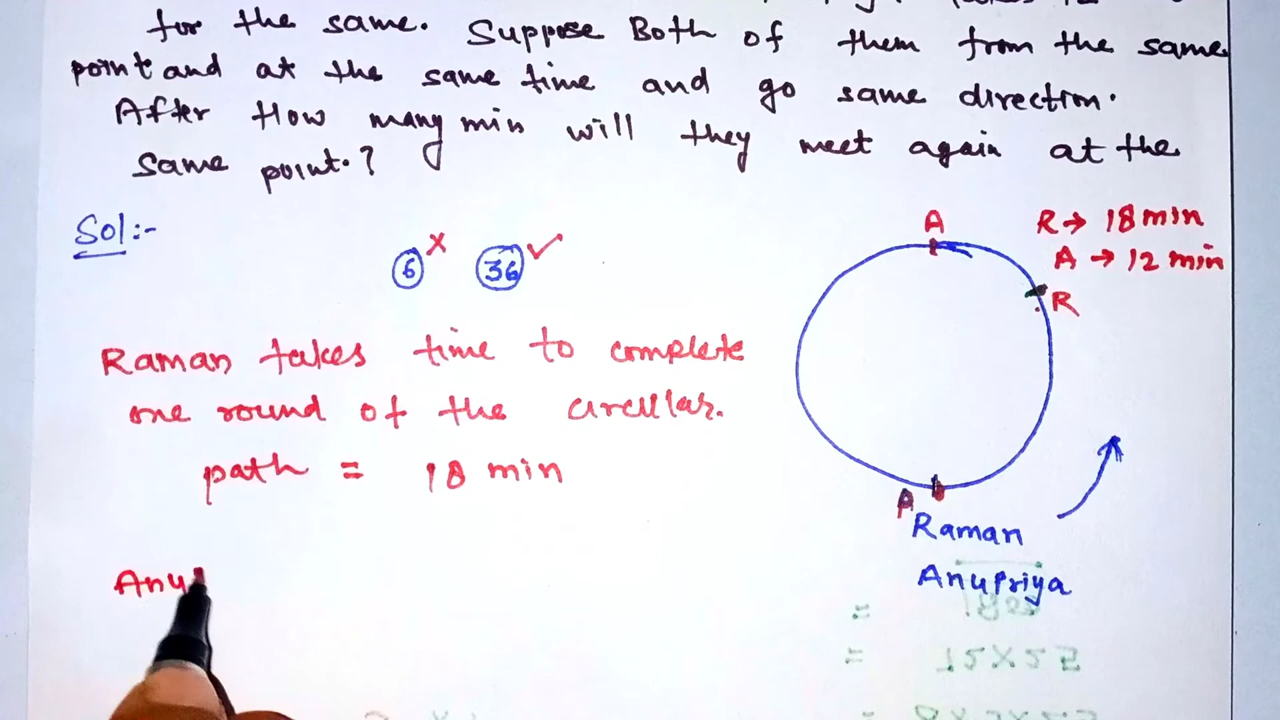 for the same. Suppose Both of them from the same
point and at the same time and go same direction.
After How many min will they meet again at the
same point.?
Sol:-
6 × 36 ✓
A
R → 18 min
A → 12 min
R
Raman takes time to complete
one round of the circular.
path = 18 min
A
Raman
Anupriya
Anu
=
= 15×5